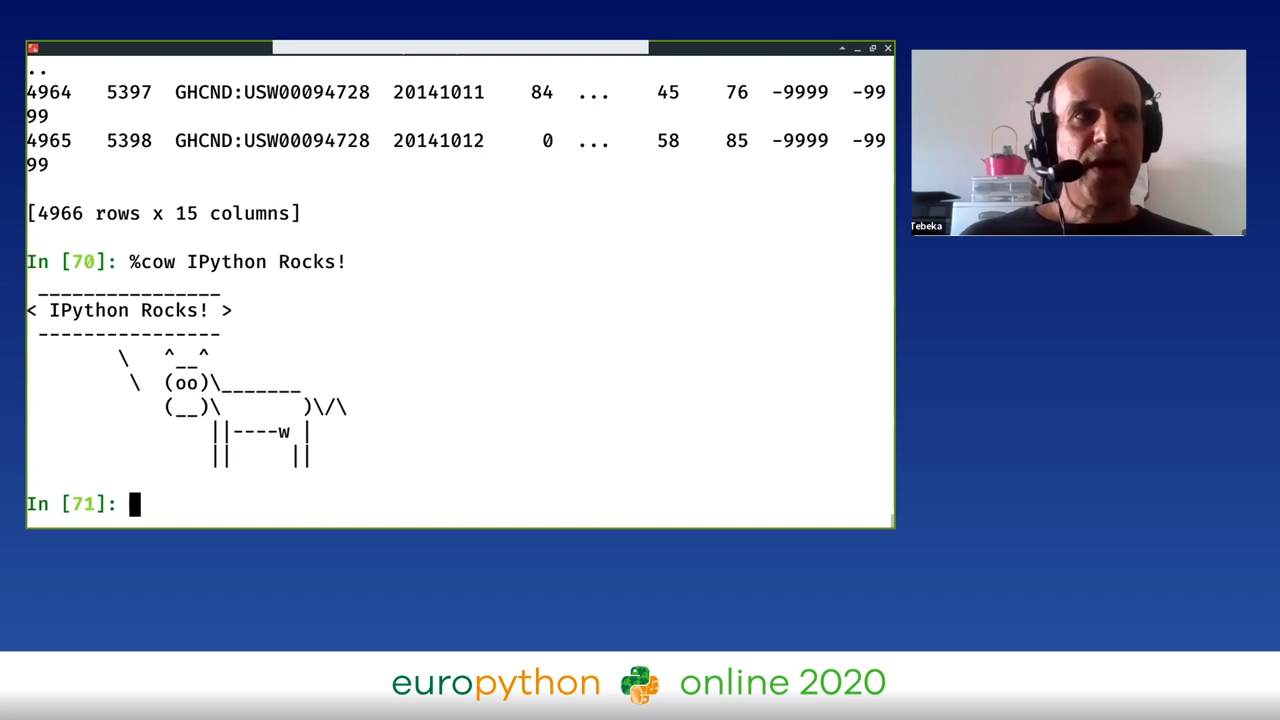 ..
4964   5397  GHCND:USW00094728  20141011    84  ...    45    76  -9999  -99
99
4965   5398  GHCND:USW00094728  20141012     0  ...    58    85  -9999  -99
99
[4966 rows x 15 columns]
In [70]: %cow IPython Rocks!
 ________________
< IPython Rocks! >
 ----------------
        \   ^__^
         \  (oo)\_______
            (__)\       )\/\
                ||----w |
                ||     ||
In [71]:
Tebeka
europython online 2020